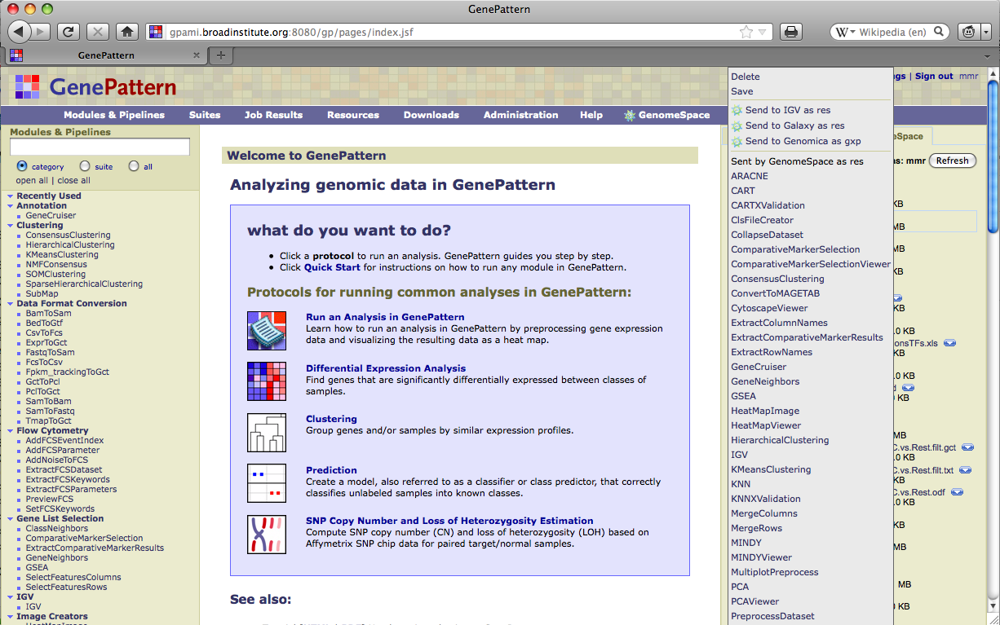 GenePattern
gpami.broadinstitute.org:8080/gp/pages/index.jsf
Wikipedia (en)
GenePattern
GenePattern
ngs | Sign out mmr
Modules & Pipelines Suites Job Results Resources Downloads Administration Help GenomeSpace
Modules & Pipelines
category suite all
open all | close all
Recently Used
Annotation
GeneCruiser
Clustering
ConsensusClustering
HierarchicalClustering
KMeansClustering
NMFConsensus
SOMClustering
SparseHierarchicalClustering
SubMap
Data Format Conversion
BamToSam
BedToGtf
CsvToFcs
ExprToGct
FastqToSam
FcsToCsv
Fpkm_trackingToGct
GctToPcl
PclToGct
SamToBam
SamToFastq
TmapToGct
Flow Cytometry
AddFCSEventIndex
AddFCSParameter
AddNoiseToFCS
ExtractFCSDataset
ExtractFCSKeywords
ExtractFCSParameters
PreviewFCS
SetFCSKeywords
Gene List Selection
ClassNeighbors
ComparativeMarkerSelection
ExtractComparativeMarkerResults
GeneNeighbors
GSEA
SelectFeaturesColumns
SelectFeaturesRows
IGV
IGV
Image Creators
Welcome to GenePattern
Analyzing genomic data in GenePattern
what do you want to do?
Click a protocol to run an analysis. GenePattern guides you step by step.
Click Quick Start for instructions on how to run any module in GenePattern.
Protocols for running common analyses in GenePattern:
Run an Analysis in GenePattern
Learn how to run an analysis in GenePattern by preprocessing gene expression
data and visualizing the resulting data as a heat map.
Differential Expression Analysis
Find genes that are significantly differentially expressed between classes of
samples.
Clustering
Group genes and/or samples by similar expression profiles.
Prediction
Create a model, also referred to as a classifier or class predictor, that correctly
classifies unlabeled samples into known classes.
SNP Copy Number and Loss of Heterozygosity Estimation
Compute SNP copy number (CN) and loss of heterozygosity (LOH) based on
Affymetrix SNP chip data for paired target/normal samples.
See also:
Delete
Save
Send to IGV as res
Send to Galaxy as res
Send to Genomica as gxp
Sent by GenomeSpace as res
ARACNE
CART
CARTXValidation
ClsFileCreator
CollapseDataset
ComparativeMarkerSelection
ComparativeMarkerSelectionViewer
ConsensusClustering
ConvertToMAGETAB
CytoscapeViewer
ExtractColumnNames
ExtractComparativeMarkerResults
ExtractRowNames
GeneCruiser
GeneNeighbors
GSEA
HeatMapImage
HeatMapViewer
HierarchicalClustering
IGV
KMeansClustering
KNN
KNNXValidation
MergeColumns
MergeRows
MINDY
MINDYViewer
MultiplotPreprocess
PCA
PCAViewer
PreprocessDataset
eSpace
as: mmr Refresh
KB
MB
MB
KB
KB
.0 KB
onsTFs.xls
KB
.0 KB
d
0 KB
MB
C.vs.Rest.filt.gct
.0 KB
C.vs.Rest.filt.txt
KB
C.vs.Rest.odf
KB
MB
MB
KB